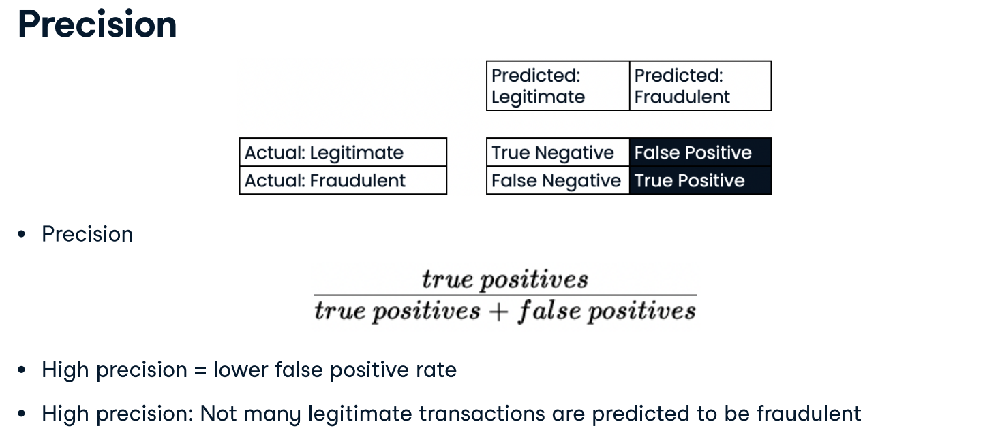 Precision
Predicted: Predicted:
Legitimate Fraudulent
Actual: Legitimate True Negative False Positive
Actual: Fraudulent False Negative True Positive
• Precision
true positives
true positives + false positives
• High precision = lower false positive rate
• High precision: Not many legitimate transactions are predicted to be fraudulent